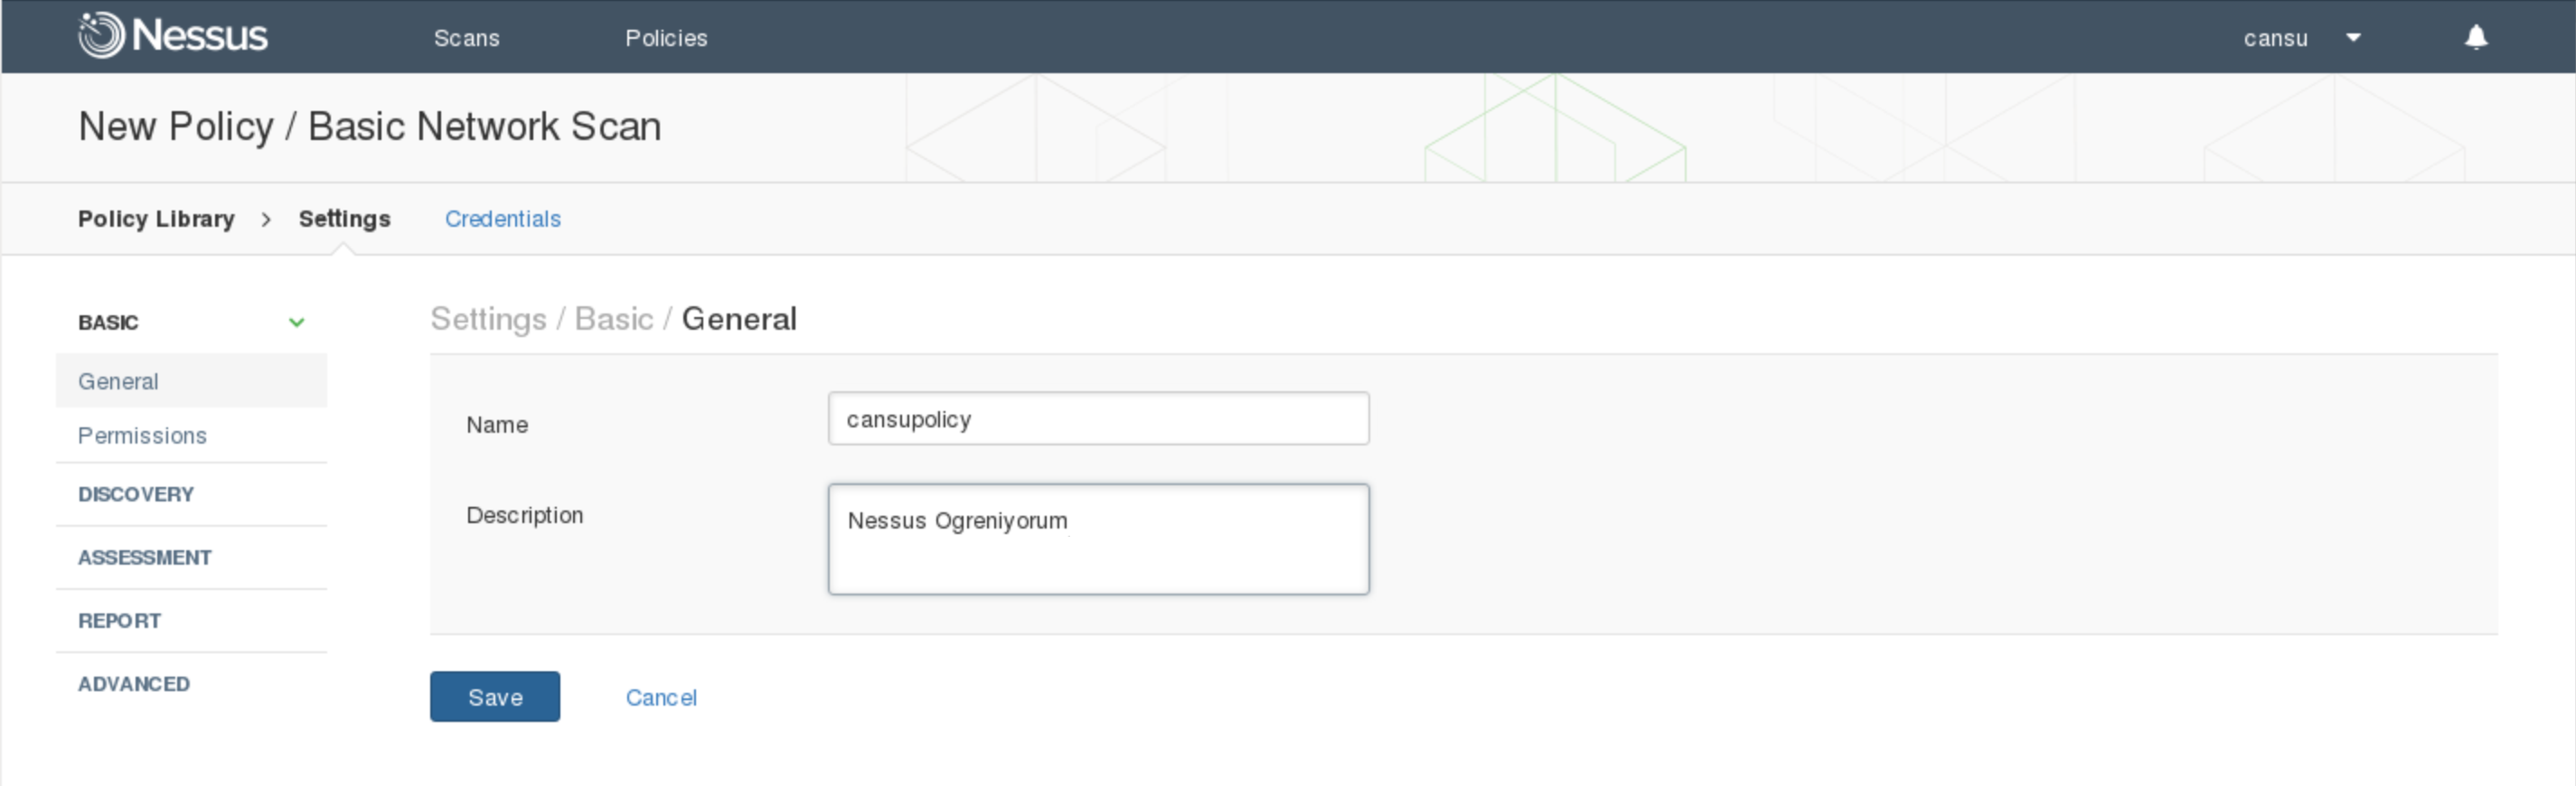 Nessus Scans Policies cansu
New Policy / Basic Network Scan
Policy Library > Settings Credentials
BASIC
General
Permissions
DISCOVERY
ASSESSMENT
REPORT
ADVANCED
Settings / Basic / General
Name cansupolicy
Description Nessus Ogreniyorum
Save Cancel